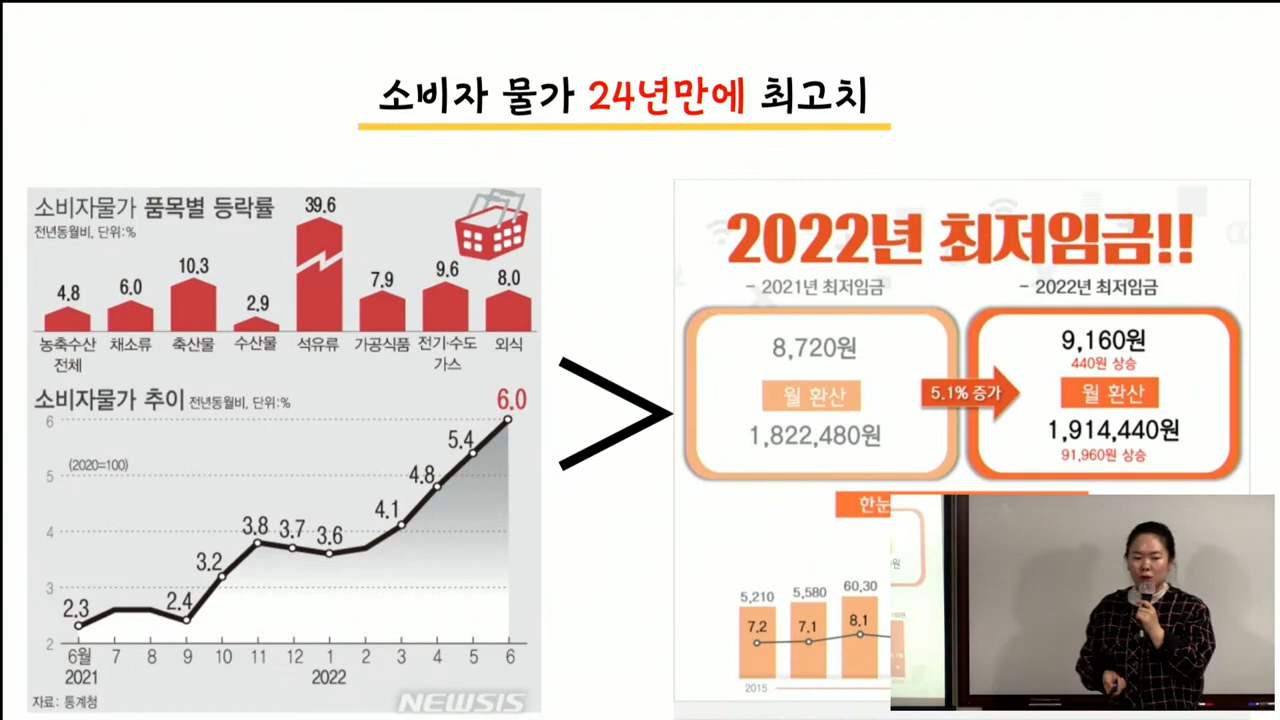 소비자 물가 24년만에 최고치
소비자물가 품목별 등락률
전년동월비, 단위:%
4.8
6.0
10.3
2.9
39.6
7.9
9.6
8.0
농축수산
전체
채소류
축산물
수산물
석유류
가공식품
전기·수도
가스
외식
소비자물가 추이 전년동월비, 단위:%
(2020=100)
6
5
4
3
2
2.3
2.4
3.2
3.8
3.7
3.6
4.1
4.8
5.4
6.0
6월 7 8 9 10 11 12 1 2 3 4 5 6
2021 2022
자료: 통계청
NEWSIS
>
2022년 최저임금!!
- 2021년 최저임금
8,720원
월 환산
1,822,480원
5.1% 증가
- 2022년 최저임금
9,160원
440원 상승
월 환산
1,914,440원
91,960원 상승
한눈
5,210 5,580 60,30
7.2 7.1 8.1
2015